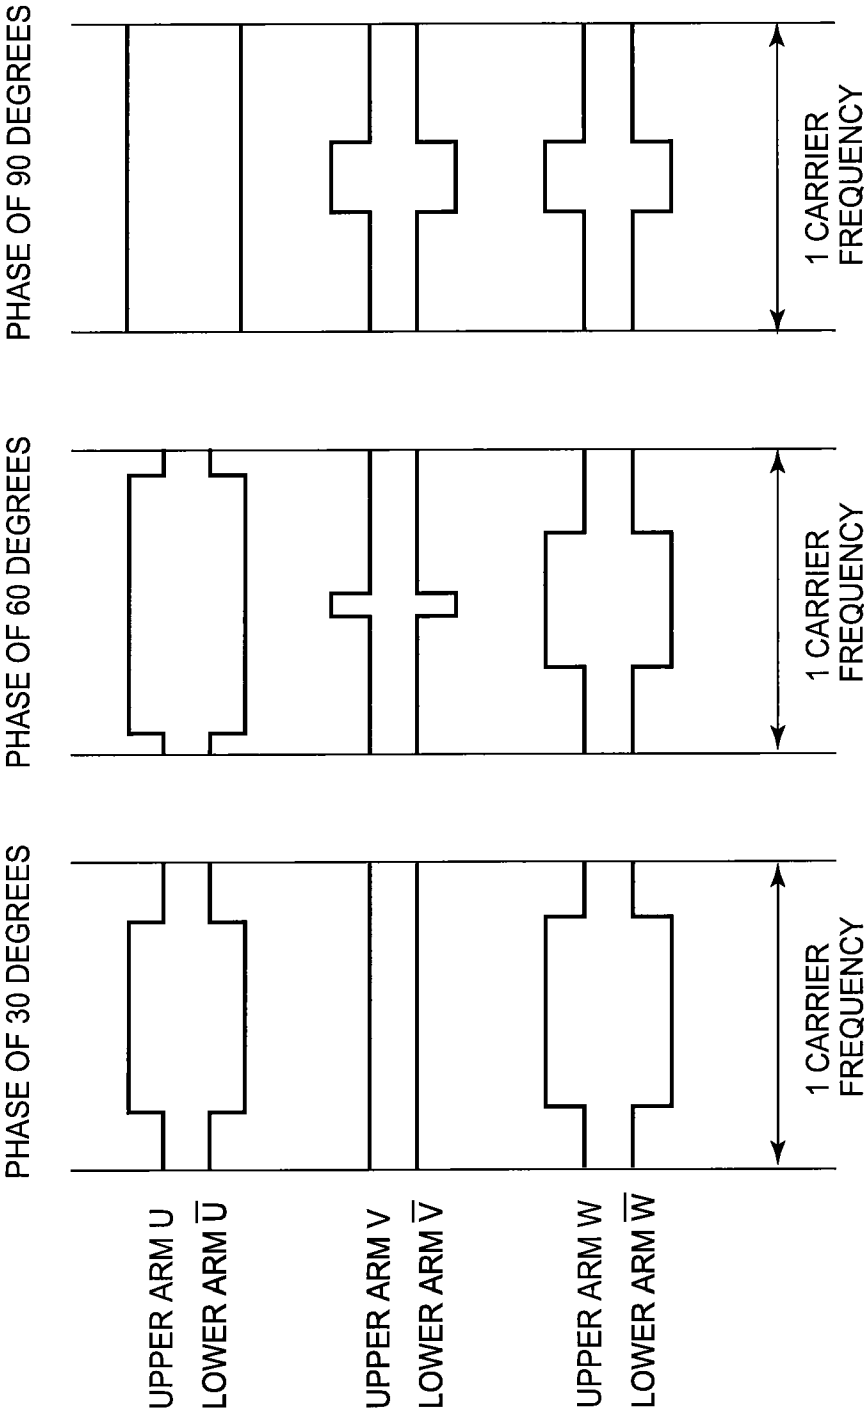 PHASE OF 30 DEGREES
PHASE OF 60 DEGREES
PHASE OF 90 DEGREES
UPPER ARM U
LOWER ARM U̅
UPPER ARM V
LOWER ARM V̅
UPPER ARM W
LOWER ARM W̅
1 CARRIER
FREQUENCY
1 CARRIER
FREQUENCY
1 CARRIER
FREQUENCY